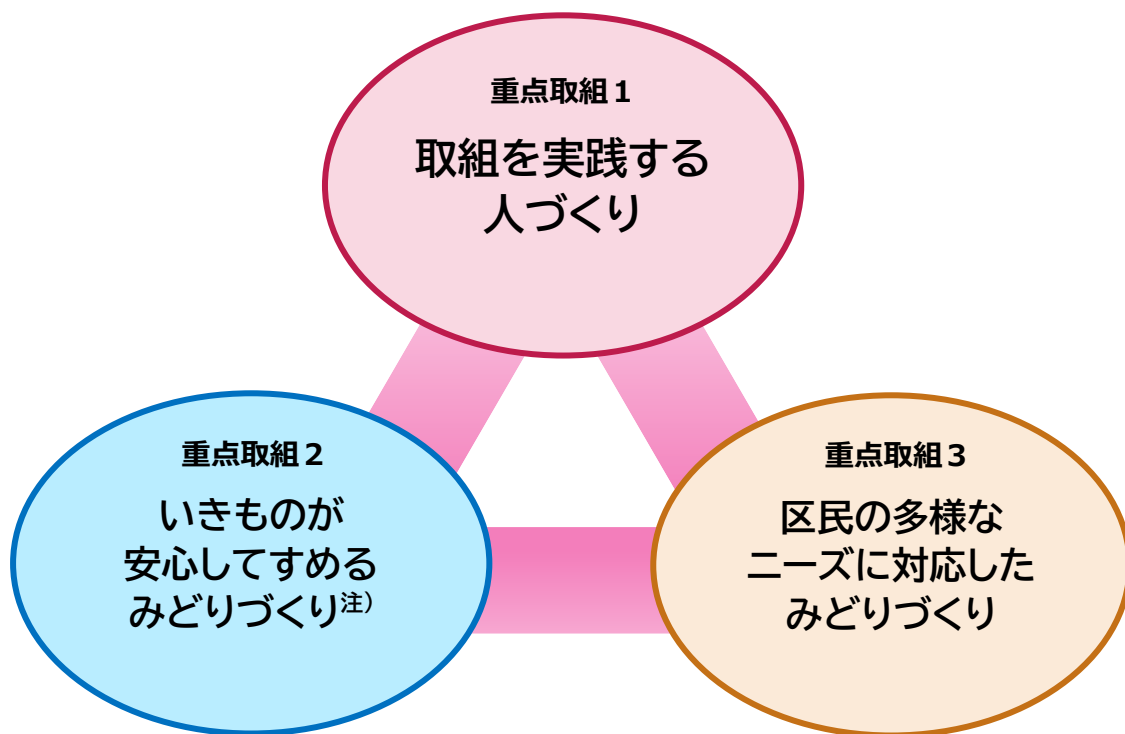 重点取組１
取組を実践する
人づくり
重点取組２
いきものが
安心してすめる
みどりづくり注）
重点取組３
区民の多様な
ニーズに対応した
みどりづくり